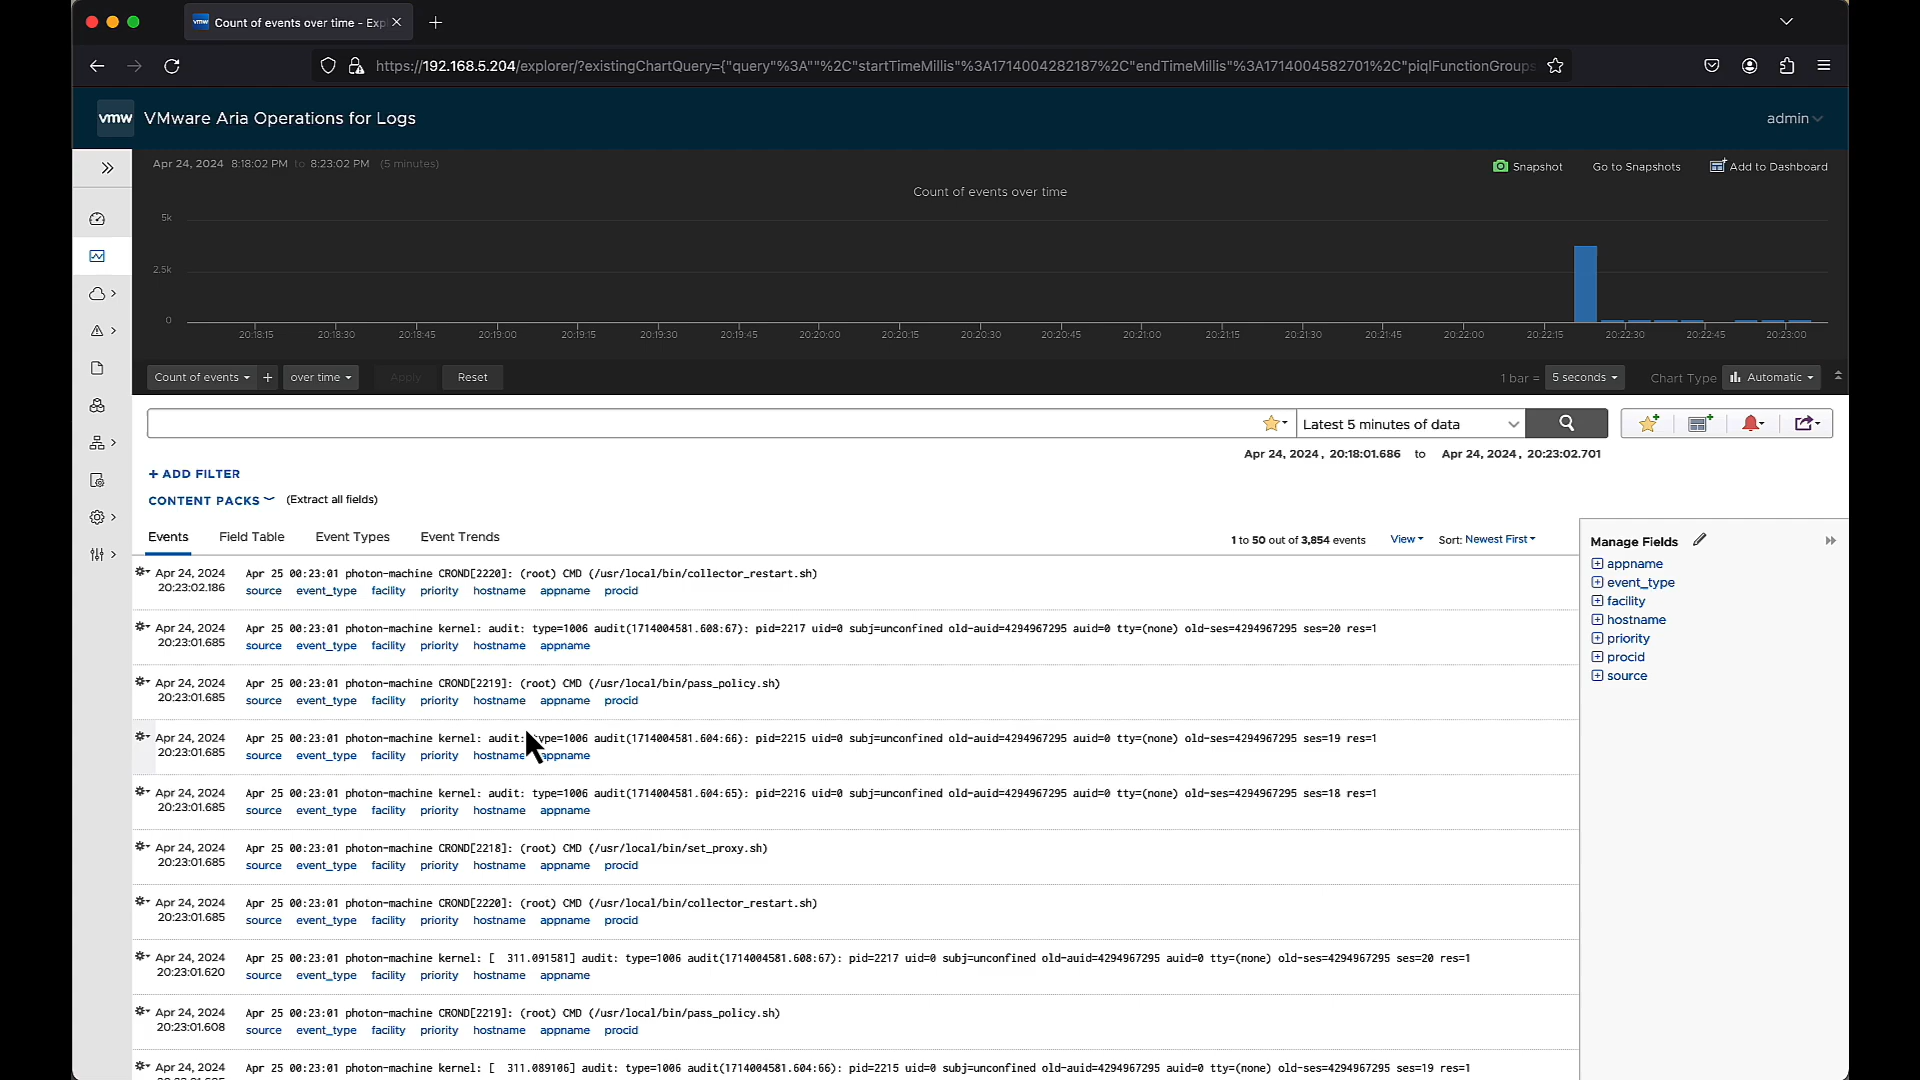 Count of events over time - Exp
https://192.168.5.204/explorer/?existingChartQuery={"query"%3A""%2C"startTimeMillis"%3A1714004282187%2C"endTimeMillis"%3A1714004582701%2C"piqlFunctionGroups
vmw VMware Aria Operations for Logs
admin
Apr 24, 2024 8:18:02 PM to 8:23:02 PM (5 minutes)
Snapshot Go to Snapshots Add to Dashboard
Count of events over time
5k
2.5k
0
20:18:15 20:18:30 20:18:45 20:19:00 20:19:15 20:19:30 20:19:45 20:20:00 20:20:15 20:20:30 20:20:45 20:21:00 20:21:15 20:21:30 20:21:45 20:22:00 20:22:15 20:22:30 20:22:45 20:23:00
Count of events + over time Apply Reset
1 bar = 5 seconds Chart Type Automatic
Latest 5 minutes of data
Apr 24, 2024, 20:18:01.686 to Apr 24, 2024, 20:23:02.701
+ ADD FILTER
CONTENT PACKS (Extract all fields)
Events Field Table Event Types Event Trends
1 to 50 out of 3,854 events View Sort: Newest First
Apr 24, 2024 Apr 25 00:23:01 photon-machine CROND[2220]: (root) CMD (/usr/local/bin/collector_restart.sh)
20:23:02.186 source event_type facility priority hostname appname procid
Apr 24, 2024 Apr 25 00:23:01 photon-machine kernel: audit: type=1006 audit(1714004581.608:67): pid=2217 uid=0 subj=unconfined old-auid=4294967295 auid=0 tty=(none) old-ses=4294967295 ses=20 res=1
20:23:01.685 source event_type facility priority hostname appname
Apr 24, 2024 Apr 25 00:23:01 photon-machine CROND[2219]: (root) CMD (/usr/local/bin/pass_policy.sh)
20:23:01.685 source event_type facility priority hostname appname procid
Apr 24, 2024 Apr 25 00:23:01 photon-machine kernel: audit: type=1006 audit(1714004581.604:66): pid=2215 uid=0 subj=unconfined old-auid=4294967295 auid=0 tty=(none) old-ses=4294967295 ses=19 res=1
20:23:01.685 source event_type facility priority hostname appname
Apr 24, 2024 Apr 25 00:23:01 photon-machine kernel: audit: type=1006 audit(1714004581.604:65): pid=2216 uid=0 subj=unconfined old-auid=4294967295 auid=0 tty=(none) old-ses=4294967295 ses=18 res=1
20:23:01.685 source event_type facility priority hostname appname
Apr 24, 2024 Apr 25 00:23:01 photon-machine CROND[2218]: (root) CMD (/usr/local/bin/set_proxy.sh)
20:23:01.685 source event_type facility priority hostname appname procid
Apr 24, 2024 Apr 25 00:23:01 photon-machine CROND[2220]: (root) CMD (/usr/local/bin/collector_restart.sh)
20:23:01.685 source event_type facility priority hostname appname procid
Apr 24, 2024 Apr 25 00:23:01 photon-machine kernel: [ 311.091581] audit: type=1006 audit(1714004581.608:67): pid=2217 uid=0 subj=unconfined old-auid=4294967295 auid=0 tty=(none) old-ses=4294967295 ses=20 res=1
20:23:01.620 source event_type facility priority hostname appname
Apr 24, 2024 Apr 25 00:23:01 photon-machine CROND[2219]: (root) CMD (/usr/local/bin/pass_policy.sh)
20:23:01.608 source event_type facility priority hostname appname procid
Apr 24, 2024 Apr 25 00:23:01 photon-machine kernel: [ 311.089106] audit: type=1006 audit(1714004581.604:66): pid=2215 uid=0 subj=unconfined old-auid=4294967295 auid=0 tty=(none) old-ses=4294967295 ses=19 res=1
Manage Fields
appname
event_type
facility
hostname
priority
procid
source